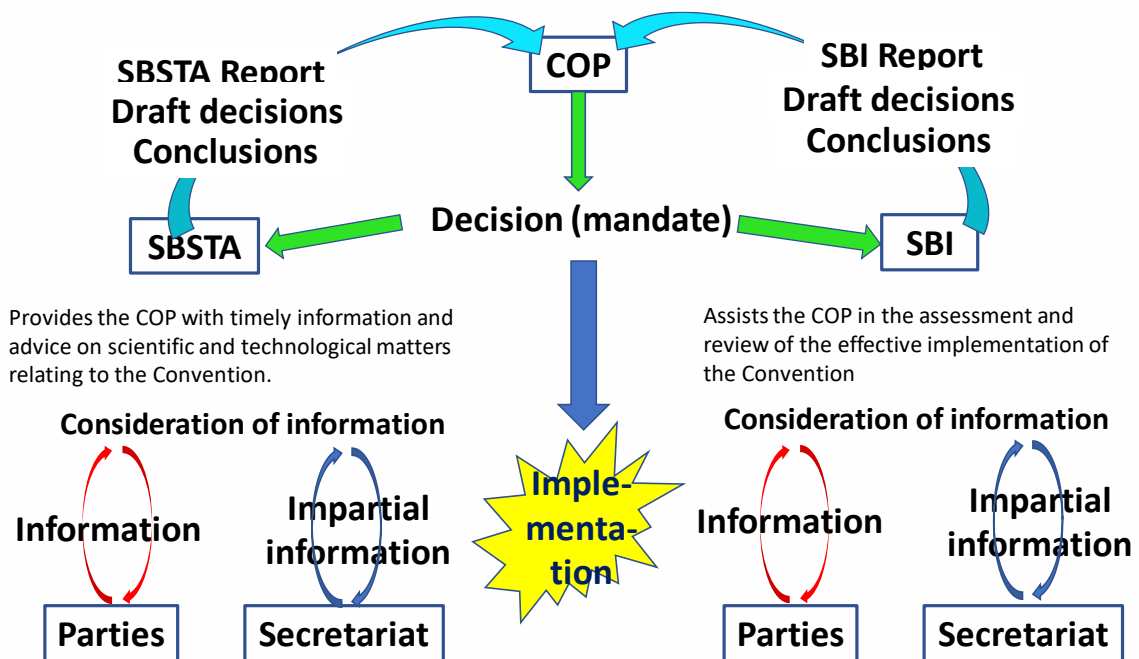 COP
SBSTA Report
Draft decisions
Conclusions
SBI Report
Draft decisions
Conclusions
Decision (mandate)
SBSTA
SBI
Provides the COP with timely information and
advice on scientific and technological matters
relating to the Convention.
Assists the COP in the assessment and
review of the effective implementation of
the Convention
Consideration of information
Information
Impartial
information
Parties
Secretariat
Imple-
menta-
tion
Consideration of information
Information
Impartial
information
Parties
Secretariat